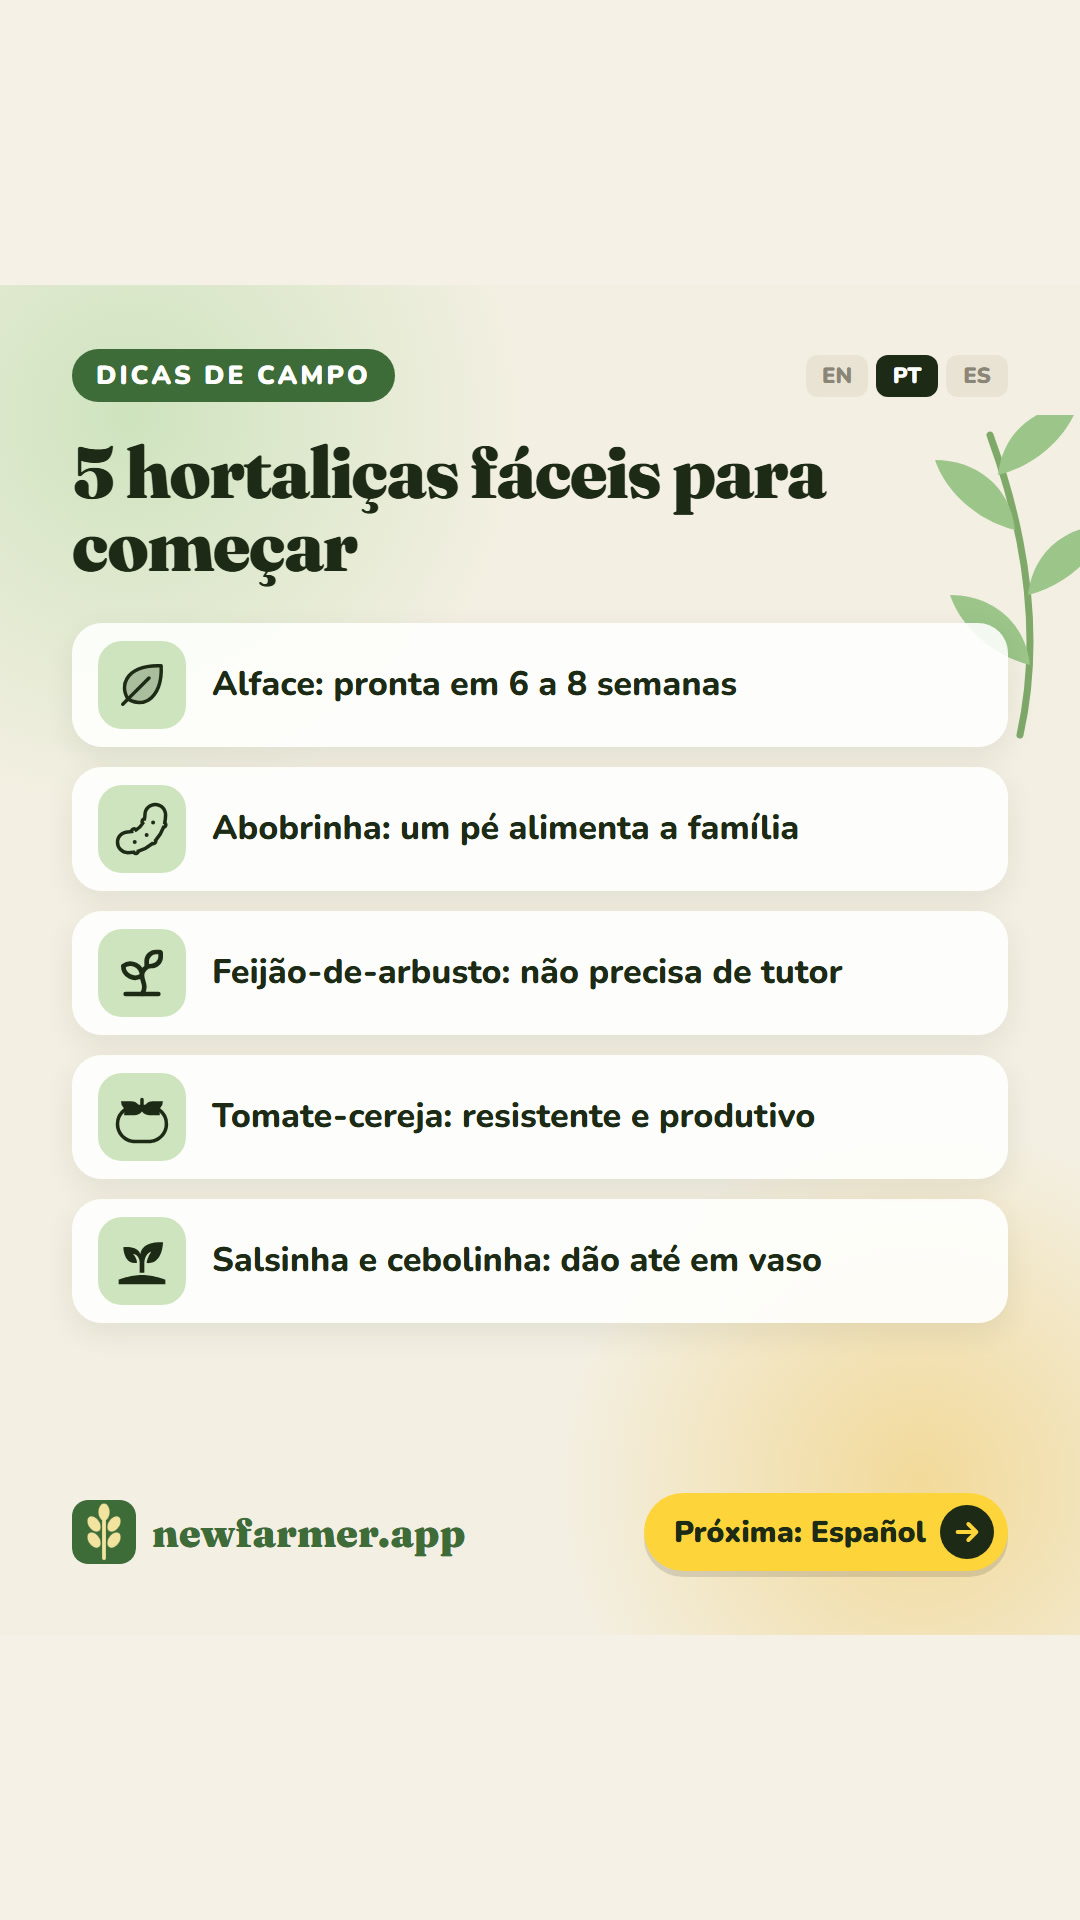 DICAS DE CAMPO
EN PT ES
5 hortaliças fáceis para
começar
Alface: pronta em 6 a 8 semanas
Abobrinha: um pé alimenta a família
Feijão-de-arbusto: não precisa de tutor
Tomate-cereja: resistente e produtivo
Salsinha e cebolinha: dão até em vaso
newfarmer.app
Próxima: Español